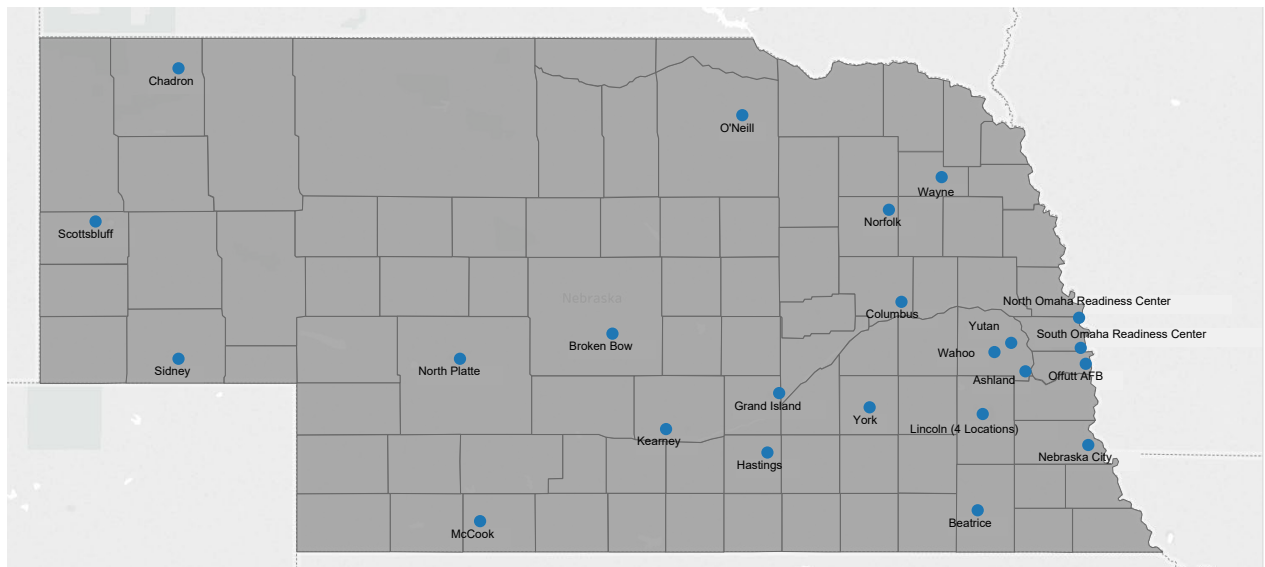 Chadron
O'Neill
Wayne
Norfolk
Scottsbluff
Nebraska
North Omaha Readiness Center
Columbus
Yutan
South Omaha Readiness Center
Broken Bow
Wahoo
Sidney
North Platte
Ashland
Offutt AFB
Grand Island
York
Lincoln (4 Locations)
Kearney
Nebraska City
Hastings
Beatrice
McCook